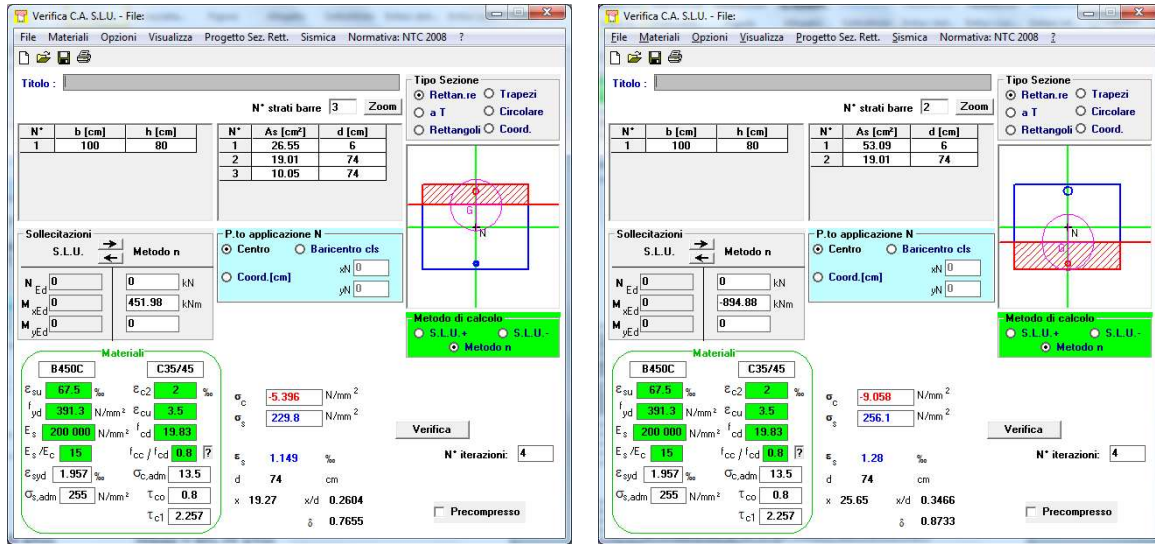 Verifica C.A. S.L.U. - File:
File Materiali Opzioni Visualizza Progetto Sez. Rett. Sismica Normativa: NTC 2008 ?
Titolo :
N° strati barre 3 Zoom
Tipo Sezione
Rettan.re Trapezi
a T Circolare
Rettangoli Coord.
N° b [cm] h [cm]
1 100 80
N° As [cm²] d [cm]
1 26.55 6
2 19.01 74
3 10.05 74
G
N
Sollecitazioni
S.L.U. Metodo n
N Ed 0 0 kN
M xEd 0 451.98 kNm
M yEd 0 0
P.to applicazione N
Centro Baricentro cls
Coord.[cm] xN 0
yN 0
Metodo di calcolo
S.L.U.+ S.L.U.-
Metodo n
Materiali
B450C C35/45
εsu 67.5 ‰ εc2 2 ‰
fyd 391.3 N/mm² εcu 3.5
Es 200 000 N/mm² fcd 19.83
Es /Ec 15 fcc / fcd 0.8 ?
εsyd 1.957 ‰ σc,adm 13.5
σs,adm 255 N/mm² τco 0.8
τc1 2.257
σc -5.396 N/mm²
σs 229.8 N/mm²
εs 1.149 ‰
d 74 cm
x 19.27 x/d 0.2604
δ 0.7655
Verifica
N° iterazioni: 4
Precompresso
Verifica C.A. S.L.U. - File:
File Materiali Opzioni Visualizza Progetto Sez. Rett. Sismica Normativa: NTC 2008 ?
Titolo :
N° strati barre 2 Zoom
Tipo Sezione
Rettan.re Trapezi
a T Circolare
Rettangoli Coord.
N° b [cm] h [cm]
1 100 80
N° As [cm²] d [cm]
1 53.09 6
2 19.01 74
N
G
Sollecitazioni
S.L.U. Metodo n
N Ed 0 0 kN
M xEd 0 -894.88 kNm
M yEd 0 0
P.to applicazione N
Centro Baricentro cls
Coord.[cm] xN 0
yN 0
Metodo di calcolo
S.L.U.+ S.L.U.-
Metodo n
Materiali
B450C C35/45
εsu 67.5 ‰ εc2 2 ‰
fyd 391.3 N/mm² εcu 3.5
Es 200 000 N/mm² fcd 19.83
Es /Ec 15 fcc / fcd 0.8 ?
εsyd 1.957 ‰ σc,adm 13.5
σs,adm 255 N/mm² τco 0.8
τc1 2.257
σc -9.058 N/mm²
σs 256.1 N/mm²
εs 1.28 ‰
d 74 cm
x 25.65 x/d 0.3466
δ 0.8733
Verifica
N° iterazioni: 4
Precompresso